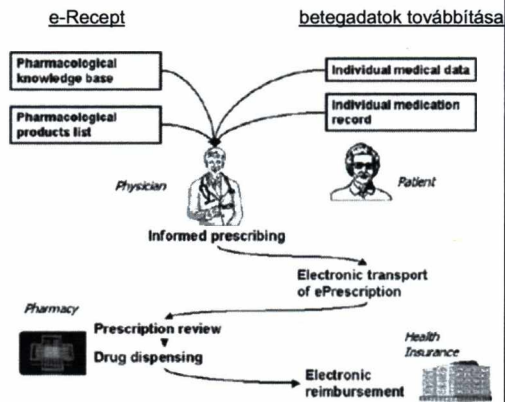 e-Recept
betegadatok továbbítása
Pharmacological
knowledge base
Individual medical data
Pharmacological
products list
Individual medication
record
Physician
Patient
Informed prescribing
Electronic transport
of ePrescription
Pharmacy
Prescription review
Drug dispensing
Health
Insurance
Electronic
reimbursement